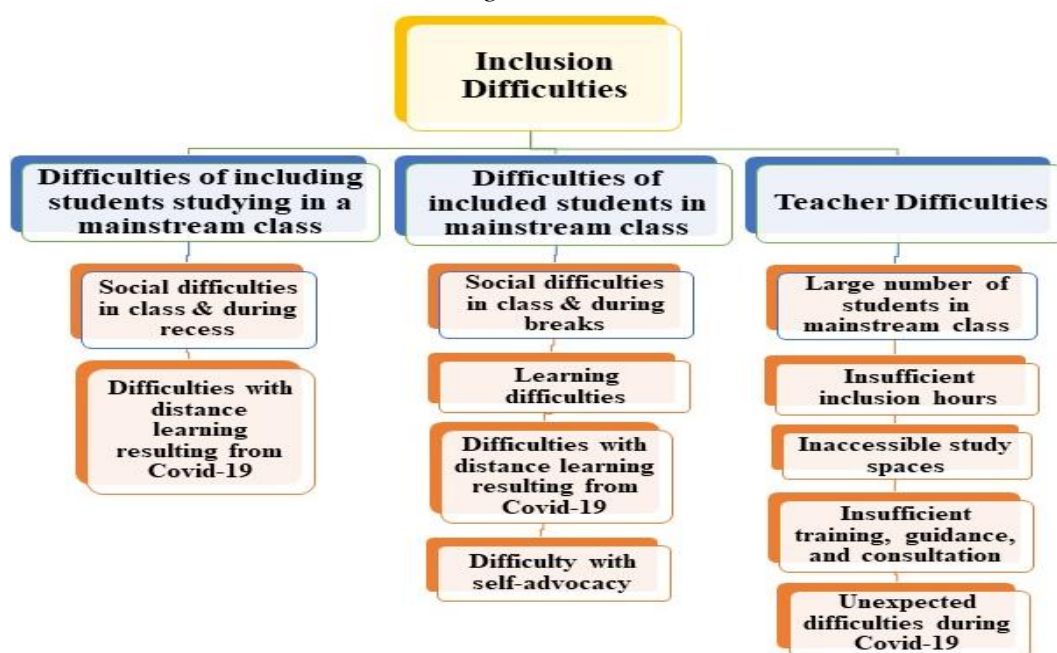 Inclusion
Difficulties
Difficulties of including
students studying in a
mainstream class
Social difficulties
in class & during
recess
Difficulties with
distance
learning
resulting from
Covid-19
Difficulties of
included students in
mainstream class
Social difficulties
in class & during
breaks
Learning
difficulties
Difficulties with
distance learning
resulting from
Covid-19
Difficulty with
self-advocacy
Teacher Difficulties
Large number of
students in
mainstream class
Insufficient
inclusion hours
Inaccessible study
spaces
Insufficient
training, guidance,
and consultation
Unexpected
difficulties during
Covid-19